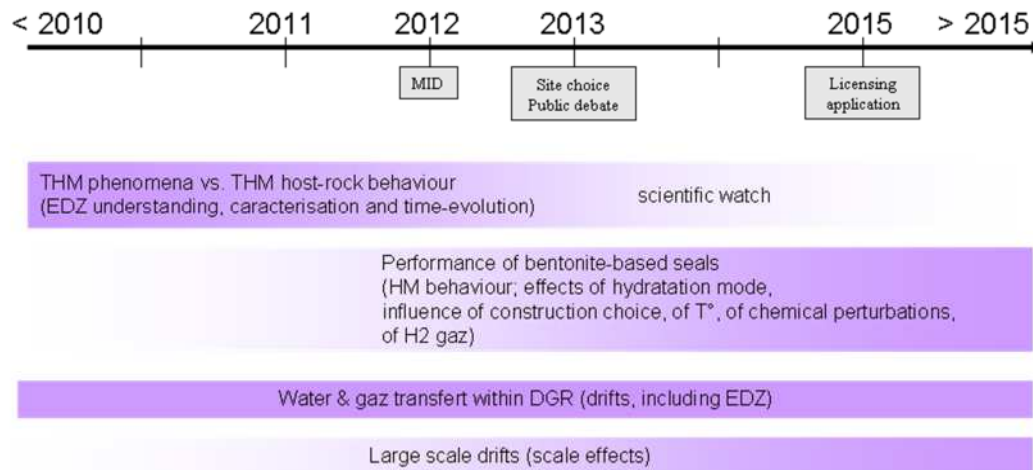 < 2010 2011 2012 2013 2015 > 2015
MID
Site choice
Public debate
Licensing
application
THM phenomena vs. THM host-rock behaviour
(EDZ understanding, caracterisation and time-evolution)
scientific watch
Performance of bentonite-based seals
(HM behaviour; effects of hydratation mode,
influence of construction choice, of T°, of chemical perturbations,
of H2 gaz)
Water & gaz transfert within DGR (drifts, including EDZ)
Large scale drifts (scale effects)